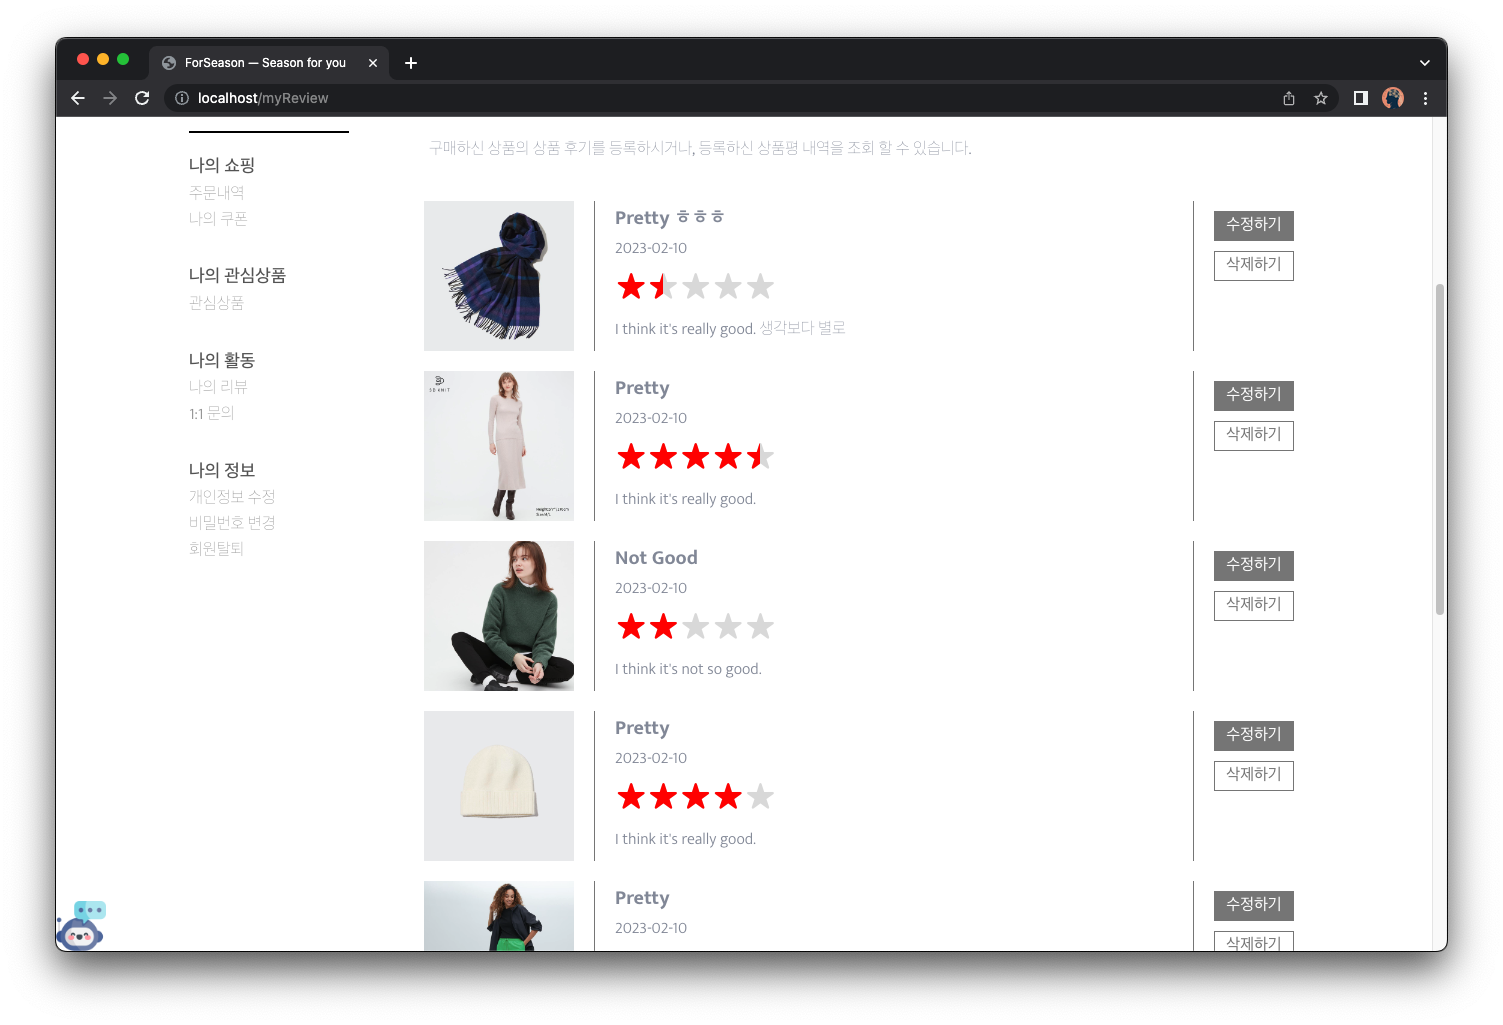 ForSeason — Season for you
localhost/myReview
나의 쇼핑
주문내역
나의 쿠폰
나의 관심상품
관심상품
나의 활동
나의 리뷰
1:1 문의
나의 정보
개인정보 수정
비밀번호 변경
회원탈퇴
구매하신 상품의 상품 후기를 등록하시거나, 등록하신 상품평 내역을 조회 할 수 있습니다.
Pretty ㅎㅎㅎ
2023-02-10
I think it's really good. 생각보다 별로
수정하기
삭제하기
3D KNIT
Pretty
2023-02-10
I think it's really good.
수정하기
삭제하기
Not Good
2023-02-10
I think it's not so good.
수정하기
삭제하기
Pretty
2023-02-10
I think it's really good.
수정하기
삭제하기
Pretty
2023-02-10
수정하기
삭제하기